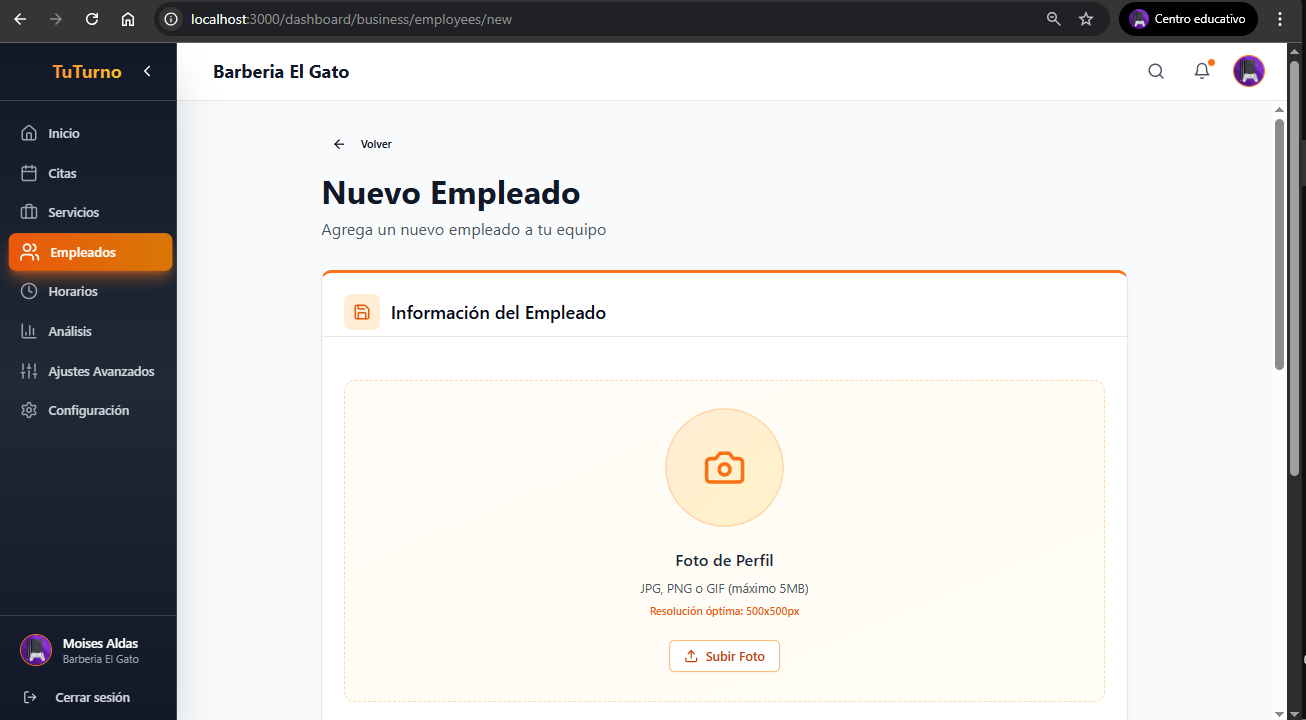 localhost:3000/dashboard/business/employees/new
Centro educativo
TuTurno
Barberia El Gato
Inicio
Citas
Servicios
Empleados
Horarios
Análisis
Ajustes Avanzados
Configuración
Moises Aldas
Barberia El Gato
Cerrar sesión
Volver
Nuevo Empleado
Agrega un nuevo empleado a tu equipo
Información del Empleado
Foto de Perfil
JPG, PNG o GIF (máximo 5MB)
Resolución óptima: 500x500px
Subir Foto